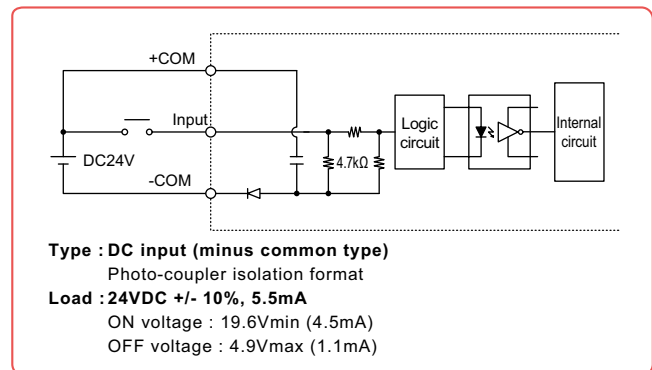 +COM
Input
DC24V
-COM
4.7kΩ
Logic
circuit
Internal
circuit
Type : DC input (minus common type)
Photo-coupler isolation format
Load : 24VDC +/- 10%, 5.5mA
ON voltage : 19.6Vmin (4.5mA)
OFF voltage : 4.9Vmax (1.1mA)